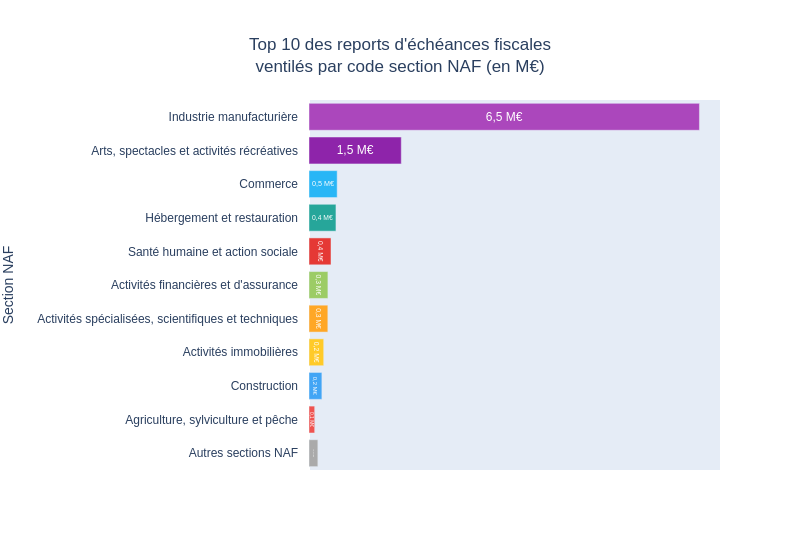 Top 10 des reports d'échéances fiscales
ventilés par code section NAF (en M€)
Section NAF
Industrie manufacturière 6,5 M€
Arts, spectacles et activités récréatives 1,5 M€
Commerce 0,5 M€
Hébergement et restauration 0,4 M€
Santé humaine et action sociale 0,4 M€
Activités financières et d'assurance 0,3 M€
Activités spécialisées, scientifiques et techniques 0,3 M€
Activités immobilières 0,2 M€
Construction 0,2 M€
Agriculture, sylviculture et pêche
Autres sections NAF